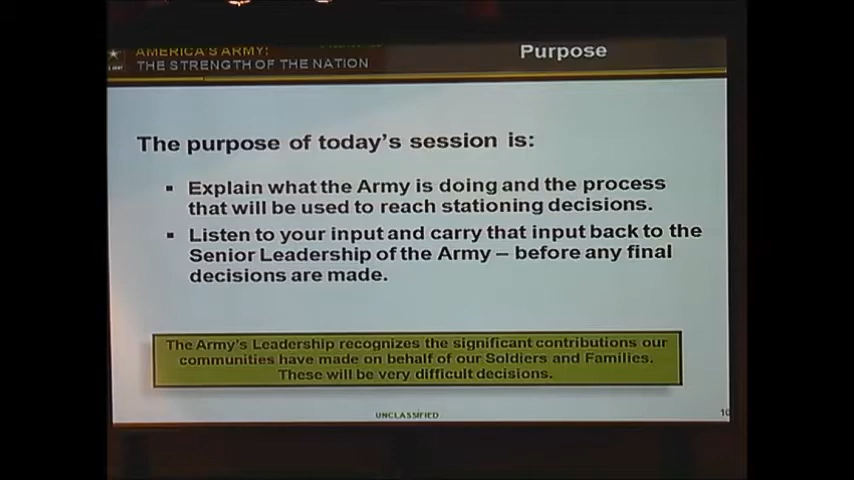 AMERICA'S ARMY:
THE STRENGTH OF THE NATION
Purpose
The purpose of today's session is:
▪ Explain what the Army is doing and the process
that will be used to reach stationing decisions.
▪ Listen to your input and carry that input back to the
Senior Leadership of the Army – before any final
decisions are made.
The Army's Leadership recognizes the significant contributions our
communities have made on behalf of our Soldiers and Families.
These will be very difficult decisions.
UNCLASSIFIED